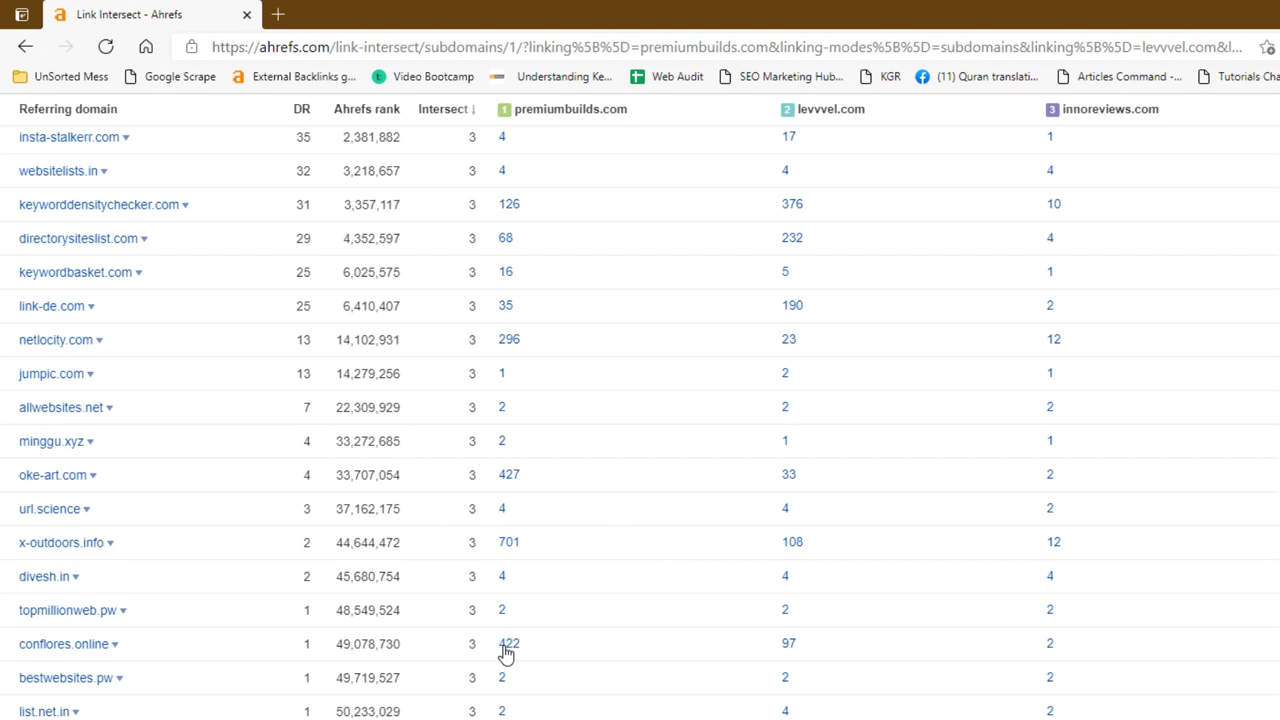 Link Intersect - Ahrefs
https://ahrefs.com/link-intersect/subdomains/1/?linking%5B%5D=premiumbuilds.com&linking-modes%5B%5D=subdomains&linking%5B%5D=levvvel.com&l...
UnSorted Mess Google Scrape External Backlinks g... Video Bootcamp Understanding Ke... Web Audit SEO Marketing Hub... KGR (11) Quran translati... Articles Command -... Tutorials Cha
Referring domain DR Ahrefs rank Intersect ↓ 1 premiumbuilds.com 2 levvvel.com 3 innoreviews.com
insta-stalkerr.com 35 2,381,882 3 4 17 1
websitelists.in 32 3,218,657 3 4 4 4
keyworddensitychecker.com 31 3,357,117 3 126 376 10
directorysiteslist.com 29 4,352,597 3 68 232 4
keywordbasket.com 25 6,025,575 3 16 5 1
link-de.com 25 6,410,407 3 35 190 2
netlocity.com 13 14,102,931 3 296 23 12
jumpic.com 13 14,279,256 3 1 2 1
allwebsites.net 7 22,309,929 3 2 2 2
minggu.xyz 4 33,272,685 3 2 1 1
oke-art.com 4 33,707,054 3 427 33 2
url.science 3 37,162,175 3 4 4 2
x-outdoors.info 2 44,644,472 3 701 108 12
divesh.in 2 45,680,754 3 4 4 4
topmillionweb.pw 1 48,549,524 3 2 2 2
conflores.online 1 49,078,730 3 422 97 2
bestwebsites.pw 1 49,719,527 3 2 2 2
list.net.in 1 50,233,029 3 2 4 2